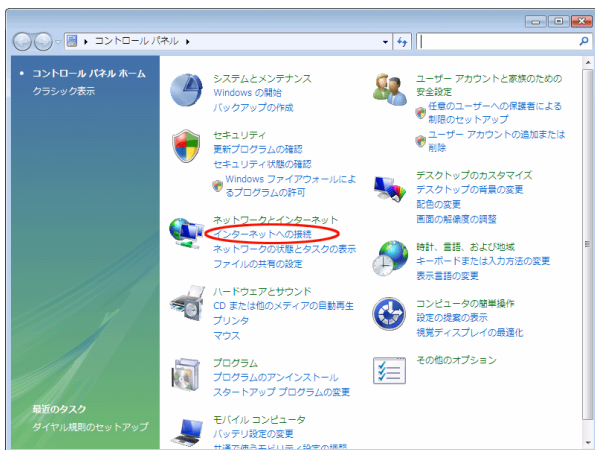 コントロール パネル
コントロール パネル ホーム
クラシック表示
システムとメンテナンス
Windows の開始
バックアップの作成
セキュリティ
更新プログラムの確認
セキュリティ状態の確認
Windows ファイアウォールによ
るプログラムの許可
ネットワークとインターネット
インターネットへの接続
ネットワークの状態とタスクの表示
ファイルの共有の設定
ハードウェアとサウンド
CD または他のメディアの自動再生
プリンタ
マウス
プログラム
プログラムのアンインストール
スタートアップ プログラムの変更
モバイル コンピュータ
バッテリ設定の変更
共通で使うモビリティ設定の調整
ユーザー アカウントと家族のための
安全設定
任意のユーザーへの保護者による
制限のセットアップ
ユーザー アカウントの追加または
削除
デスクトップのカスタマイズ
デスクトップの背景の変更
配色の変更
画面の解像度の調整
時計、言語、および地域
キーボードまたは入力方法の変更
表示言語の変更
コンピュータの簡単操作
設定の提案の表示
視覚ディスプレイの最適化
その他のオプション
最近のタスク
ダイヤル規則のセットアップ